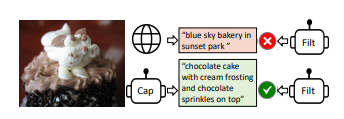 "blue sky bakery in
sunset park "
Filt
Cap
"chocolate cake
with cream frosting
and chocolate
sprinkles on top"
Filt